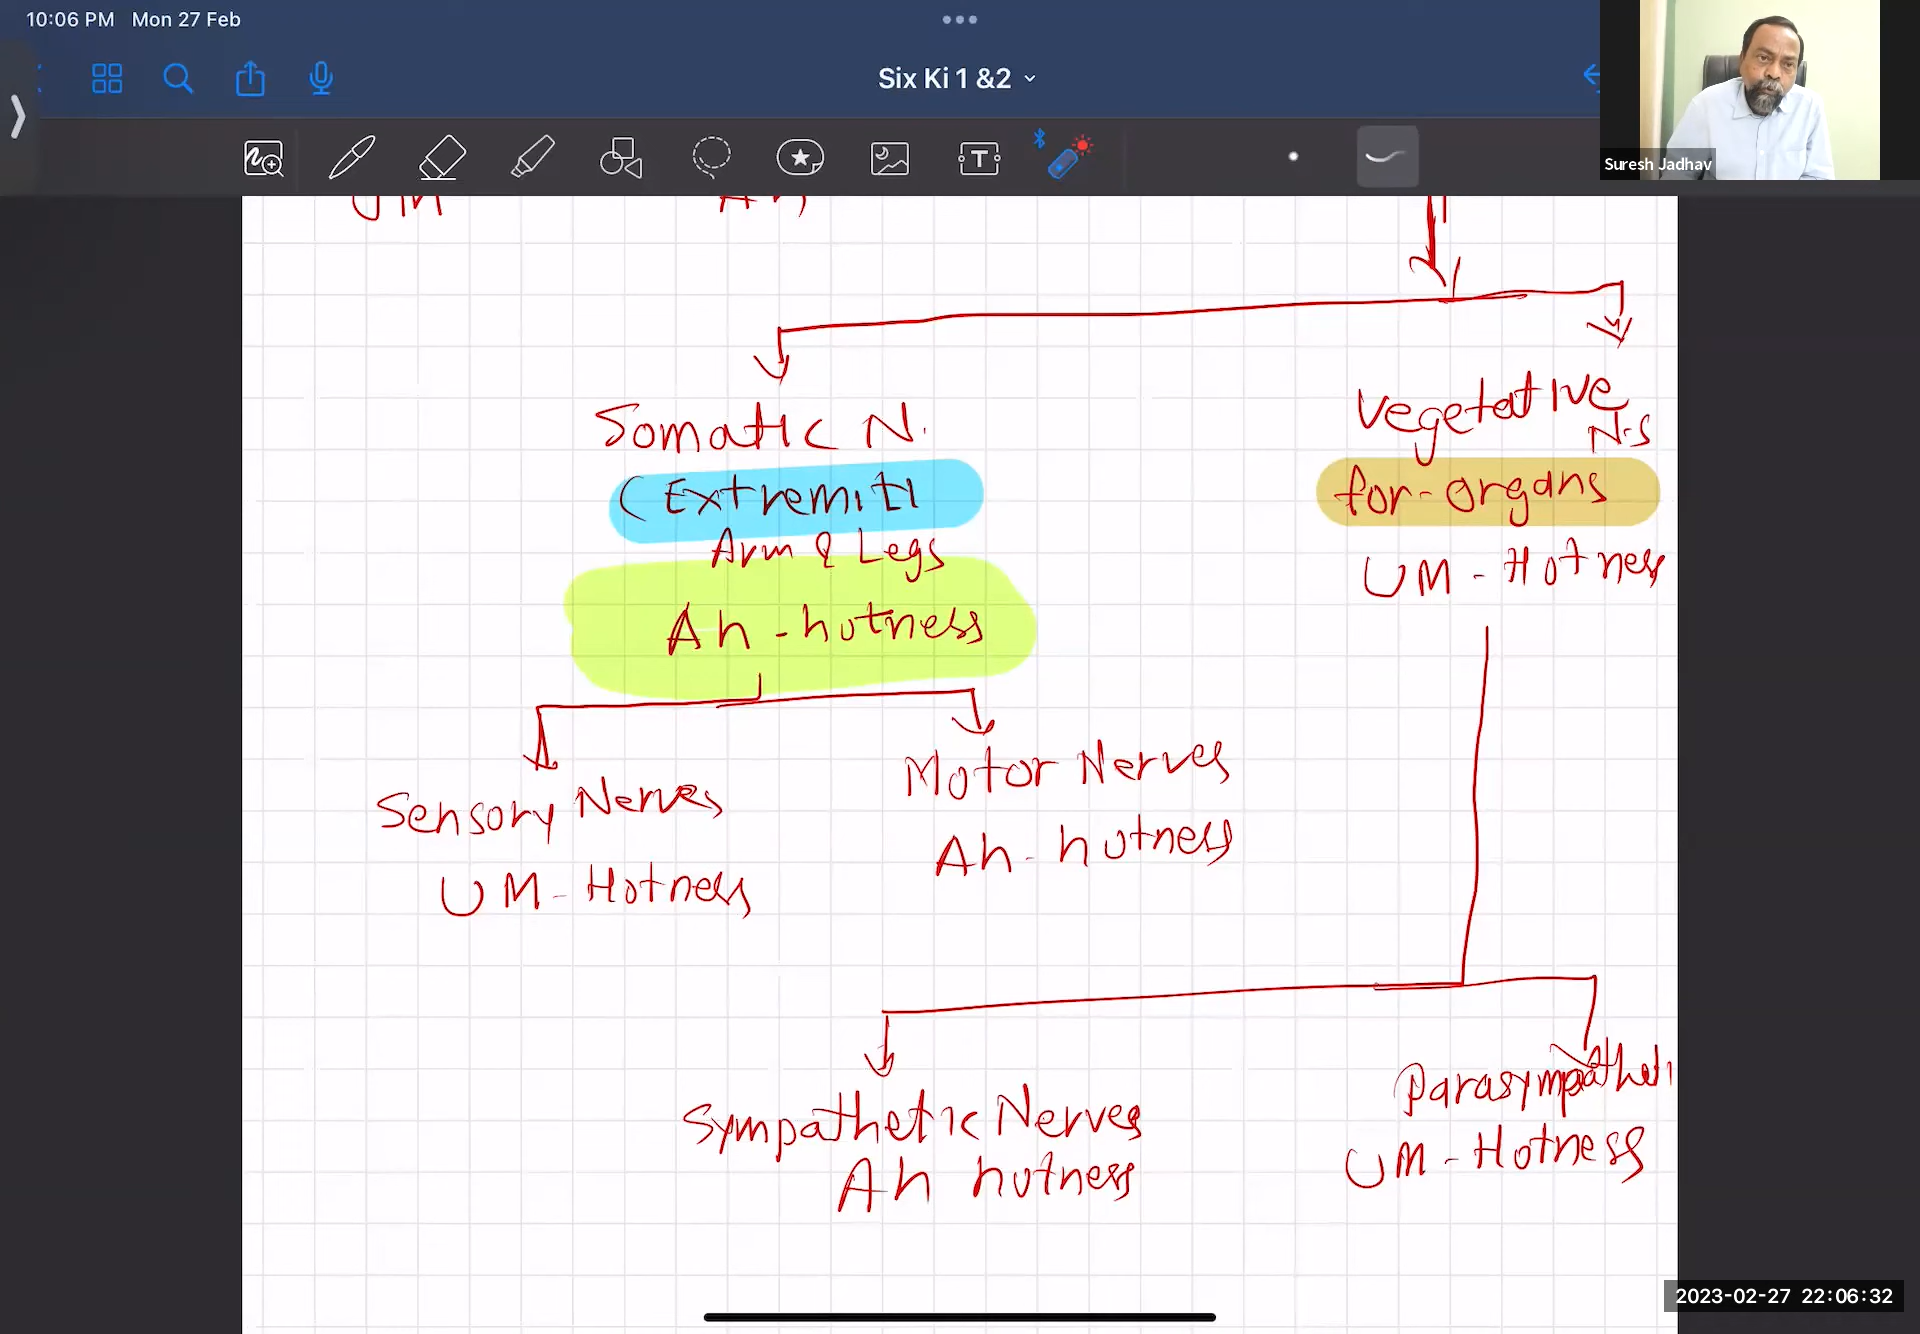 10:06 PM Mon 27 Feb
Six Ki 1 &2
Suresh Jadhav
Somatic N.
Vegetative
N.S
(Extremiti
for-organs
Arm & Legs
UM - Hotness
Ah - hotness
Motor Nerves
Sensory Nerves
Ah - hotness
UM - Hotness
Parasympatheti
Sympathetic Nerves
UM - Hotness
Ah hotness
2023-02-27 22:06:32